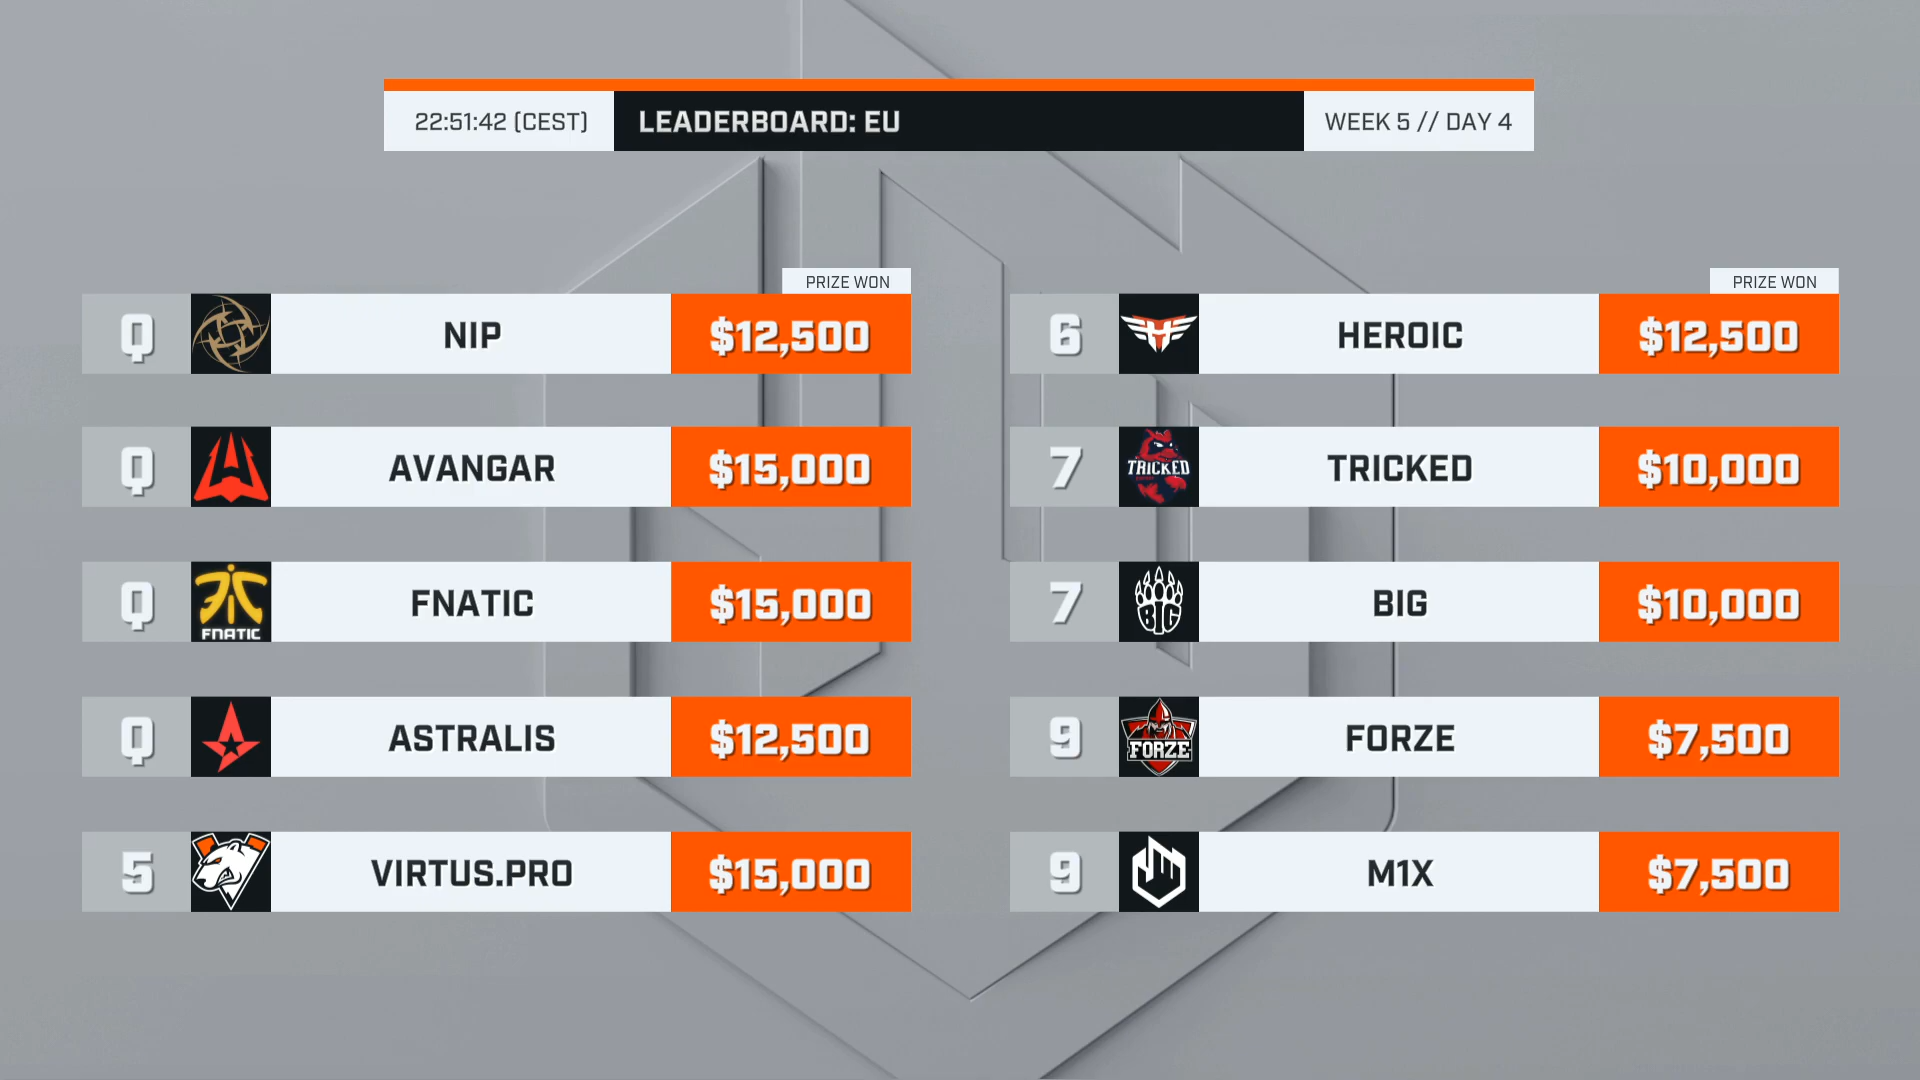 22:51:42 (CEST)
LEADERBOARD: EU
WEEK 5 // DAY 4
PRIZE WON
Q NIP $12,500
Q AVANGAR $15,000
Q FNATIC FNATIC $15,000
Q ASTRALIS $12,500
5 VIRTUS.PRO $15,000
PRIZE WON
6 HEROIC $12,500
7 TRICKED TRICKED $10,000
7 BIG BIG $10,000
9 FORZE FORZE $7,500
9 M1X $7,500